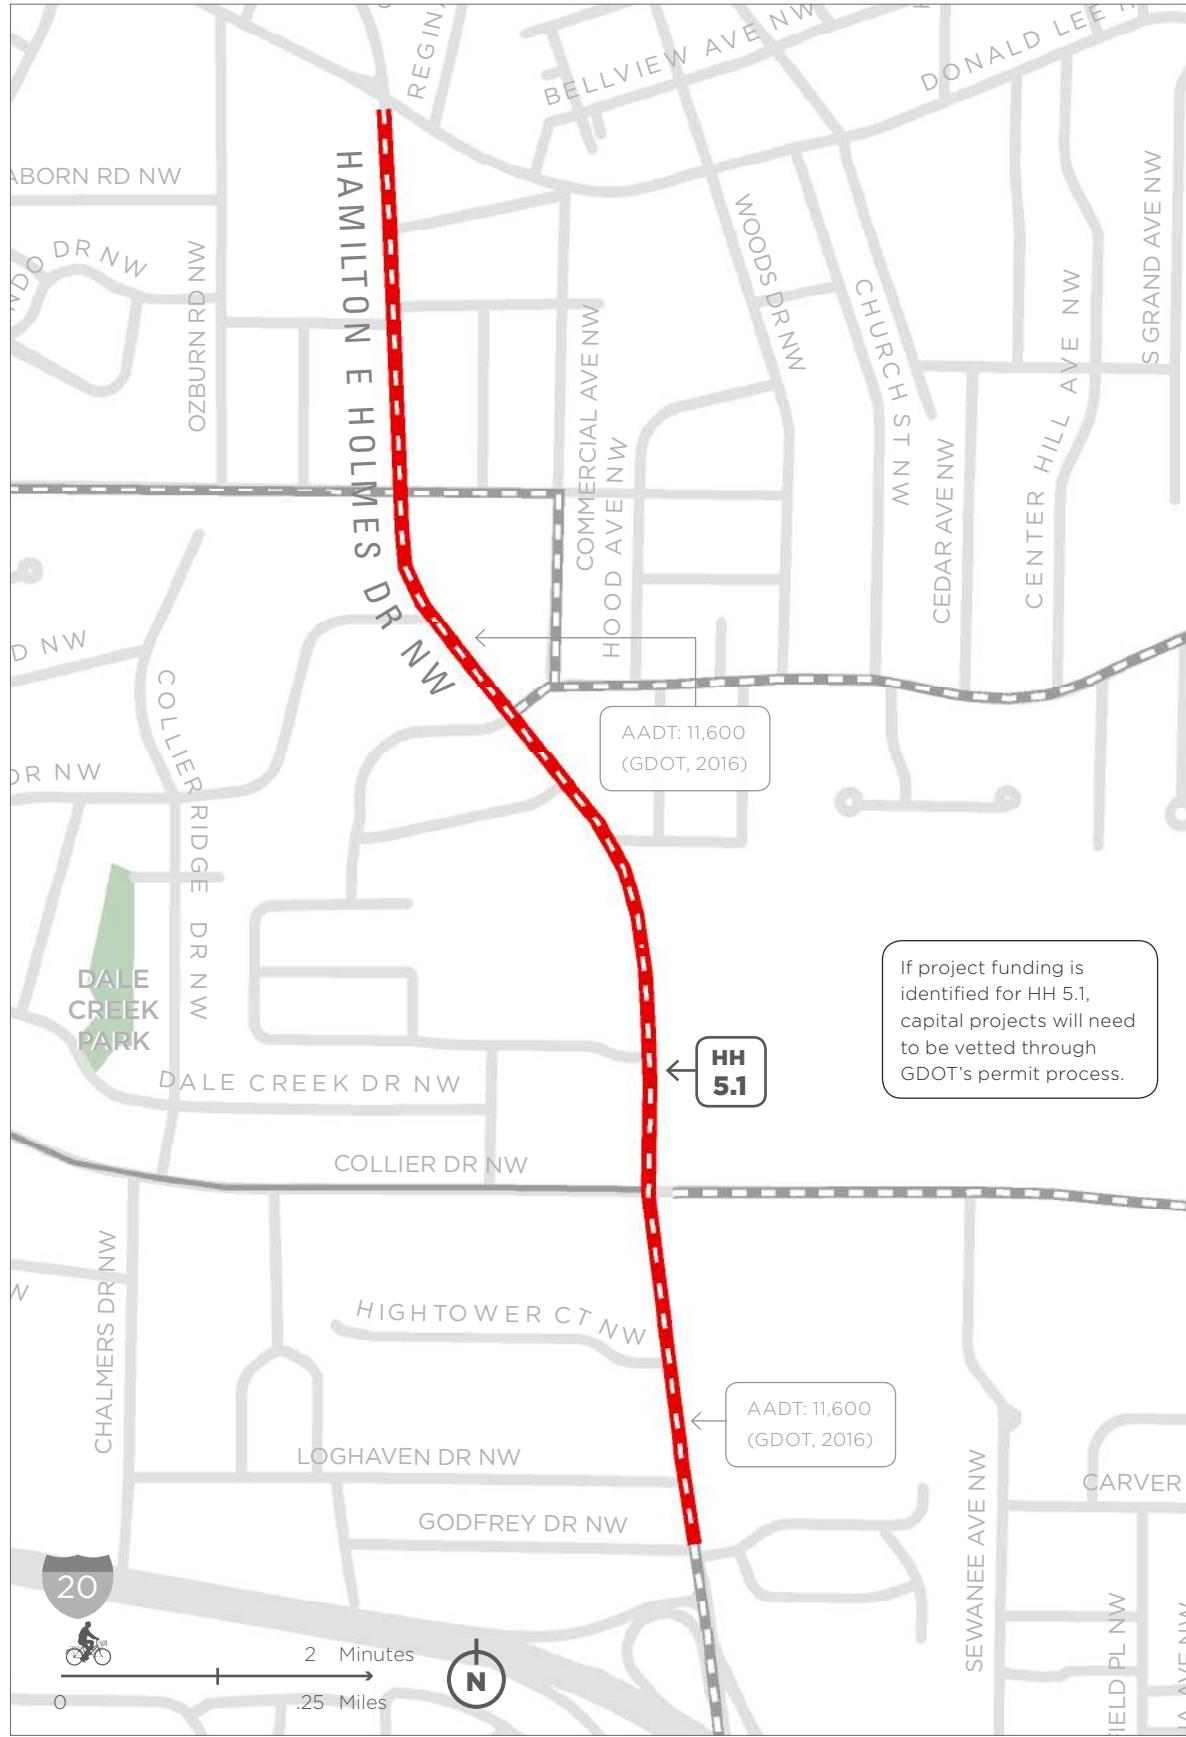 BELLVIEW AVE NW
DONALD LEE
HAMILTON E HOLMES DR NW
OZBURN RD NW
WOODS DR NW
CHURCH ST NW
S GRAND AVE NW
COMMERCIAL AVE NW
HOOD AVE NW
CEDAR AVE NW
CENTER HILL AVE NW
D NW
COLLIER RIDGE DR NW
AADT: 11,600
(GDOT, 2016)
DR NW
DALE
CREEK
PARK
If project funding is
identified for HH 5.1,
capital projects will need
to be vetted through
GDOT's permit process.
HH
5.1
DALE CREEK DR NW
COLLIER DR NW
CHALMERS DR NW
HIGHTOWER CT NW
AADT: 11,600
(GDOT, 2016)
LOGHAVEN DR NW
GODFREY DR NW
SEWANEE AVE NW
CARVER
20
2 Minutes
0 .25 Miles
N
PL NW
AVE NW